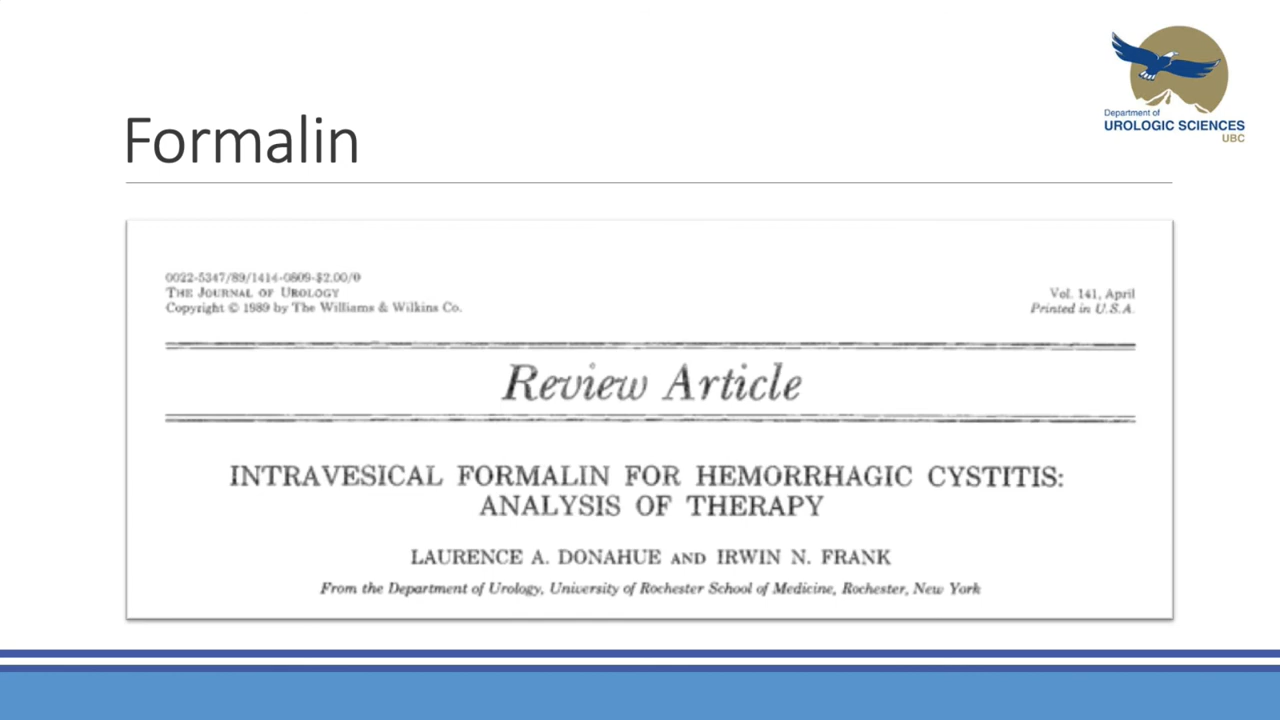 Department of
UROLOGIC SCIENCES
UBC
Formalin
0022-5347/89/1414-0809-$2.00/0
THE JOURNAL OF UROLOGY
Copyright © 1989 by The Williams & Wilkins Co.
Vol. 141, April
Printed in U.S.A.
Review Article
INTRAVESICAL FORMALIN FOR HEMORRHAGIC CYSTITIS:
ANALYSIS OF THERAPY
LAURENCE A. DONAHUE AND IRWIN N. FRANK
From the Department of Urology, University of Rochester School of Medicine, Rochester, New York